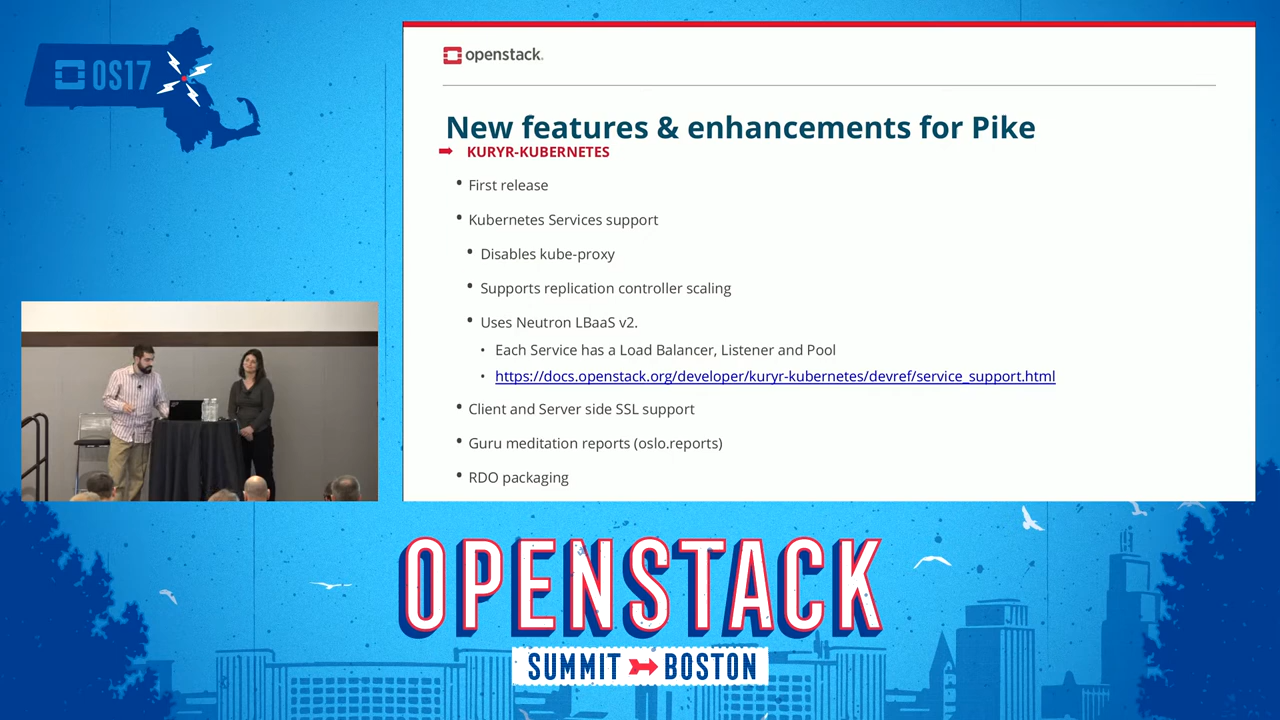 OS17
openstack.
New features & enhancements for Pike
KURYR-KUBERNETES
First release
Kubernetes Services support
Disables kube-proxy
Supports replication controller scaling
Uses Neutron LBaaS v2.
Each Service has a Load Balancer, Listener and Pool
https://docs.openstack.org/developer/kuryr-kubernetes/devref/service_support.html
Client and Server side SSL support
Guru meditation reports (oslo.reports)
RDO packaging
OPENSTACK
SUMMIT BOSTON